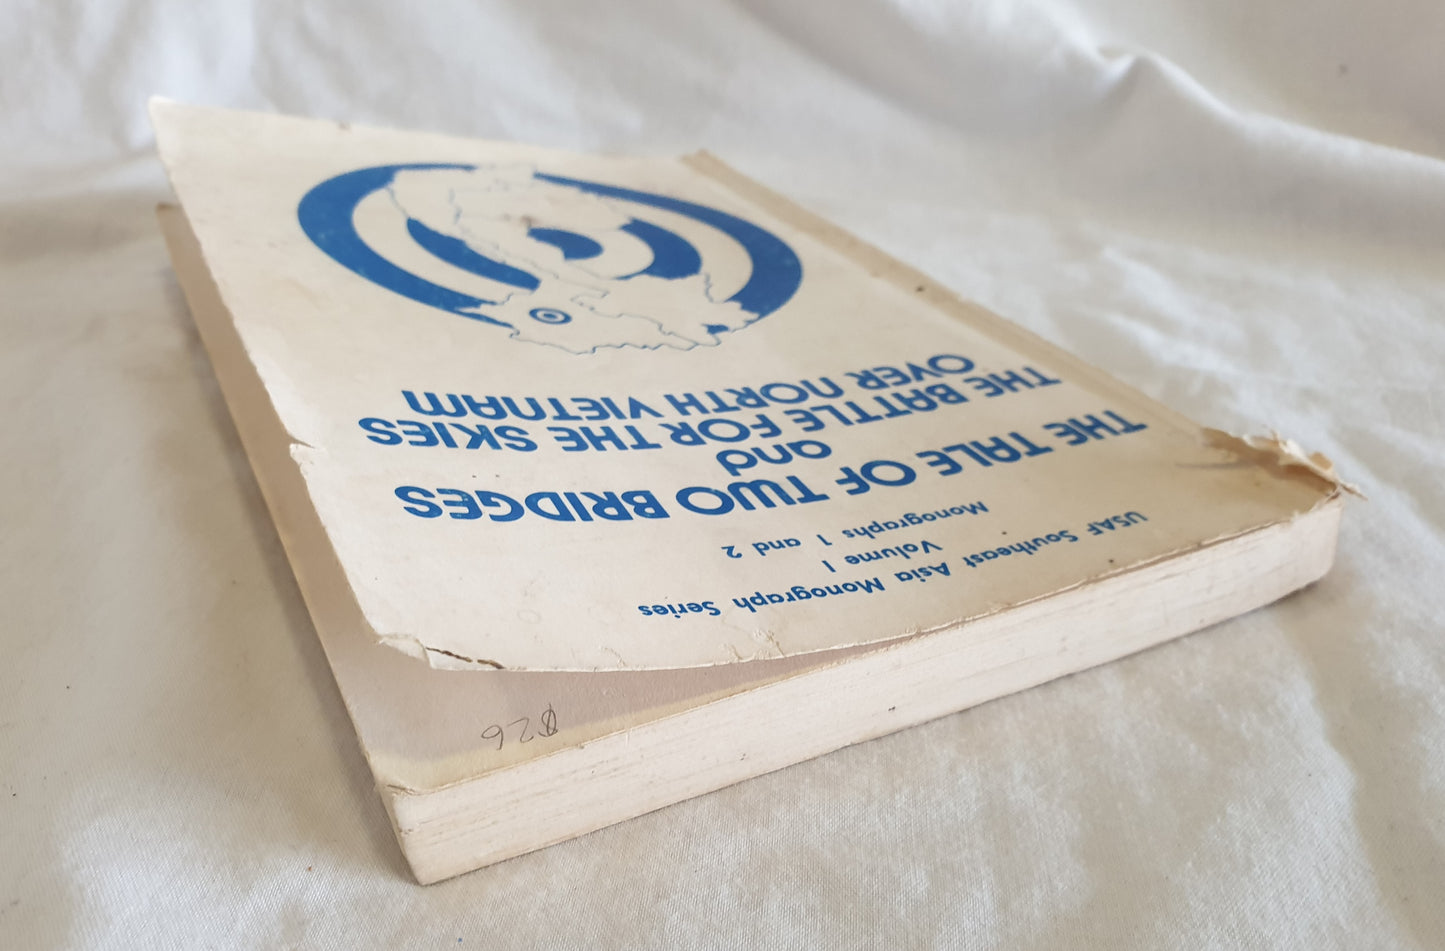 USAF Southeast Asia Monograph Series
Volume I
Monographs 1 and 2
THE TALE OF TWO BRIDGES
and
THE BATTLE FOR THE SKIES
OVER NORTH VIETNAM
$26